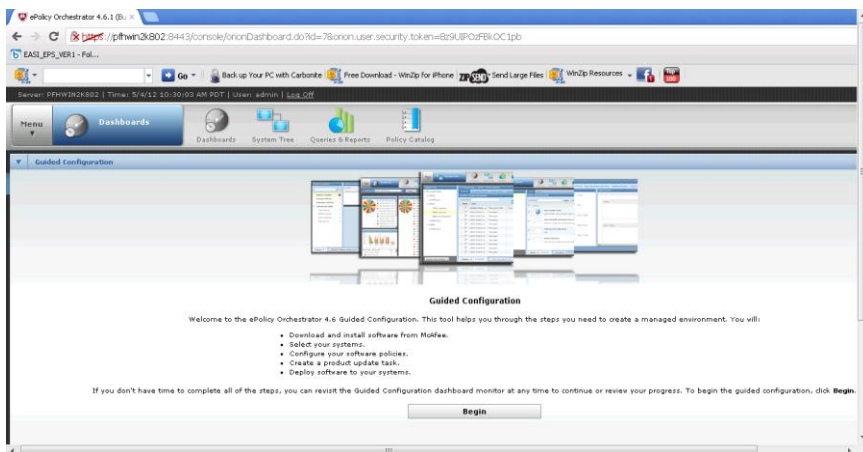 ePolicy Orchestrator 4.6.1 (Bu
https://pfhwin2k802:8443/console/orionDashboard.do?id=7&orion.user.security.token=8z9UIPOzFBkOC1pb
EASI_EPS_VER1 - Fol...
Go Back up Your PC with Carbonite Free Download - WinZip for iPhone ZIPSEND Send Large Files WinZip Resources
Server: PFHWIN2K802 | Time: 5/4/12 10:30:03 AM PDT | User: admin | Log Off
Menu Dashboards Dashboards System Tree Queries & Reports Policy Catalog
Guided Configuration
Guided Configuration
Welcome to the ePolicy Orchestrator 4.6 Guided Configuration. This tool helps you through the steps you need to create a managed environment. You will:
• Download and install software from McAfee.
• Select your systems.
• Configure your software policies.
• Create a product update task.
• Deploy software to your systems.
If you don't have time to complete all of the steps, you can revisit the Guided Configuration dashboard monitor at any time to continue or review your progress. To begin the guided configuration, click Begin.
Begin